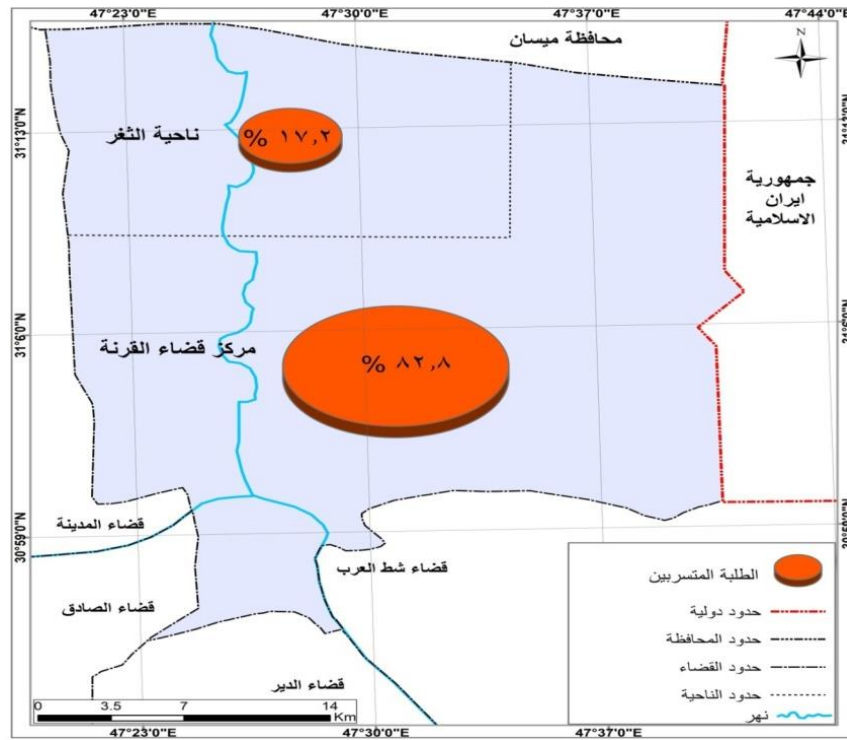 47°23'0"E 47°30'0"E 47°37'0"E 47°44'0"E
محافظة ميسان
N
31°13'0"N
ناحية الثغر
% ١٧,٢
جمهورية
ايران
الاسلامية
31°6'0"N
مركز قضاء القرنة
% ٨٢,٨
30°59'0"N
قضاء المدينة
قضاء شط العرب
قضاء الصادق
قضاء الدير
الطلبة المتسربين
حدود دولية
حدود المحافظة
حدود القضاء
حدود الناحية
نهر
0 3.5 7 14
Km
47°23'0"E 47°30'0"E 47°37'0"E